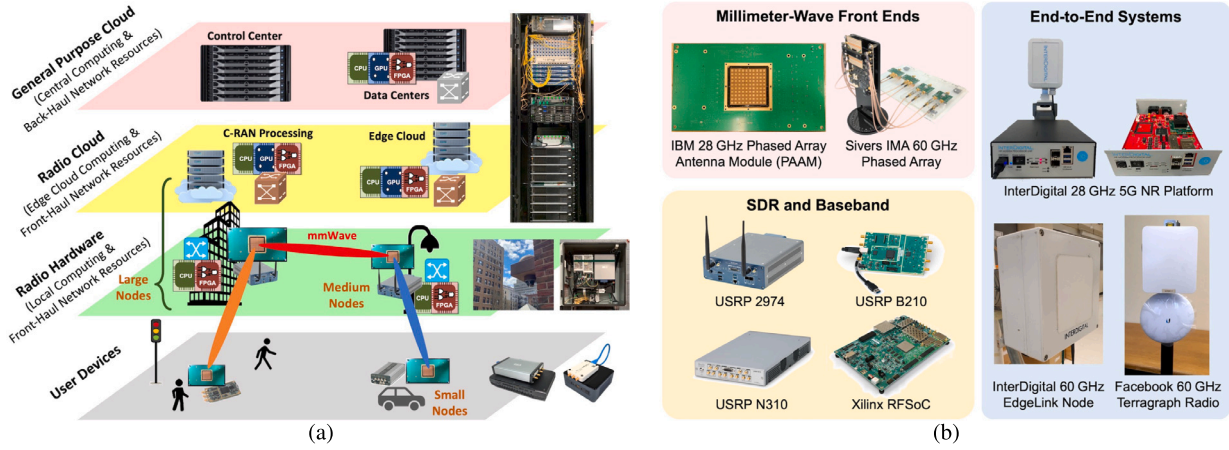 General Purpose Cloud
(Central Computing &
Back-Haul Network Resources)
Control Center
CPU
GPU
FPGA
Data Centers
Radio Cloud
(Edge Cloud Computing &
Front-Haul Network Resources)
C-RAN Processing
CPU
GPU
FPGA
Edge Cloud
CPU
GPU
FPGA
Radio Hardware
(Local Computing &
Front-Haul Network Resources)
Large
Nodes
CPU
FPGA
mmWave
Medium
Nodes
CPU
FPGA
User Devices
Small
Nodes
(a)
Millimeter-Wave Front Ends
IBM 28 GHz Phased Array
Antenna Module (PAAM)
Sivers IMA 60 GHz
Phased Array
SDR and Baseband
USRP 2974
USRP B210
USRP N310
Xilinx RFSoC
End-to-End Systems
INTERDIGITAL
InterDigital
InterDigital
InterDigital 28 GHz 5G NR Platform
INTERDIGITAL
InterDigital 60 GHz
EdgeLink Node
Facebook 60 GHz
Terragraph Radio
(b)